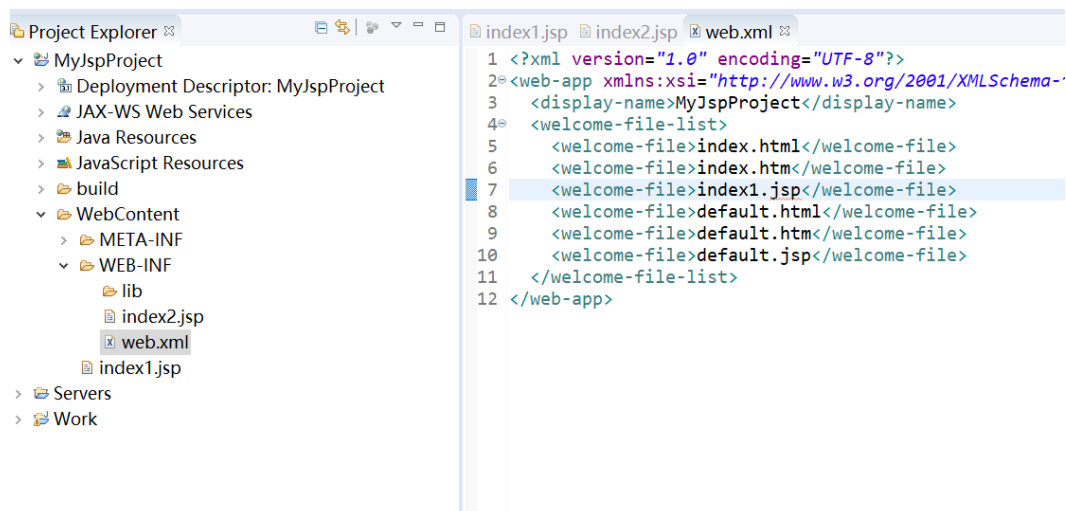 Project Explorer
MyJspProject
Deployment Descriptor: MyJspProject
JAX-WS Web Services
Java Resources
JavaScript Resources
build
WebContent
META-INF
WEB-INF
lib
index2.jsp
web.xml
index1.jsp
Servers
Work
index1.jsp index2.jsp web.xml
1 <?xml version="1.0" encoding="UTF-8"?>
2 <web-app xmlns:xsi="http://www.w3.org/2001/XMLSchema-
3 <display-name>MyJspProject</display-name>
4 <welcome-file-list>
5 <welcome-file>index.html</welcome-file>
6 <welcome-file>index.htm</welcome-file>
7 <welcome-file>index1.jsp</welcome-file>
8 <welcome-file>default.html</welcome-file>
9 <welcome-file>default.htm</welcome-file>
10 <welcome-file>default.jsp</welcome-file>
11 </welcome-file-list>
12 </web-app>